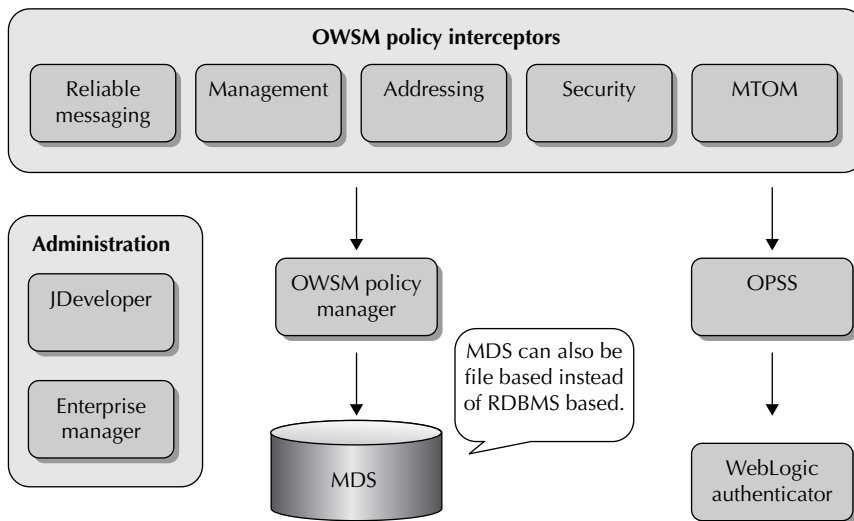 OWSM policy interceptors
Reliable
messaging
Management
Addressing
Security
MTOM
Administration
JDeveloper
Enterprise
manager
OWSM policy
manager
MDS can also be
file based instead
of RDBMS based.
MDS
OPSS
WebLogic
authenticator